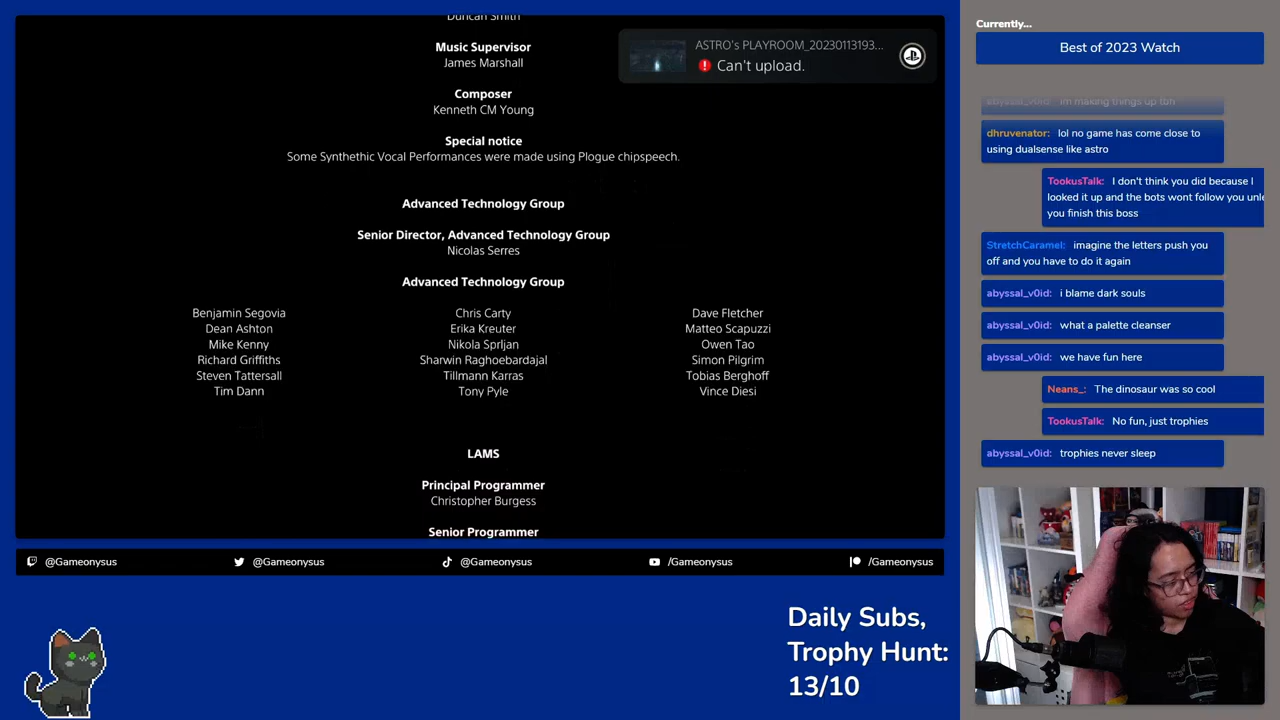 Duncan Smith
Music Supervisor
James Marshall
Composer
Kenneth CM Young
Special notice
Some Synthethic Vocal Performances were made using Plogue chipspeech.
Advanced Technology Group
Senior Director, Advanced Technology Group
Nicolas Serres
Advanced Technology Group
Benjamin Segovia Chris Carty Dave Fletcher
Dean Ashton Erika Kreuter Matteo Scapuzzi
Mike Kenny Nikola Sprljan Owen Tao
Richard Griffiths Sharwin Raghoebardajal Simon Pilgrim
Steven Tattersall Tillmann Karras Tobias Berghoff
Tim Dann Tony Pyle Vince Diesi
LAMS
Principal Programmer
Christopher Burgess
Senior Programmer
ASTRO's PLAYROOM_20230113193...
Can't upload.
@Gameonysus @Gameonysus @Gameonysus /Gameonysus /Gameonysus
Daily Subs,
Trophy Hunt:
13/10
Currently...
Best of 2023 Watch
abyssal_v0id: im making things up tbh
dhruvenator: lol no game has come close to
using dualsense like astro
TookusTalk: I don't think you did because I
looked it up and the bots wont follow you unle
you finish this boss
StretchCaramel: imagine the letters push you
off and you have to do it again
abyssal_v0id: i blame dark souls
abyssal_v0id: what a palette cleanser
abyssal_v0id: we have fun here
Neans_: The dinosaur was so cool
TookusTalk: No fun, just trophies
abyssal_v0id: trophies never sleep